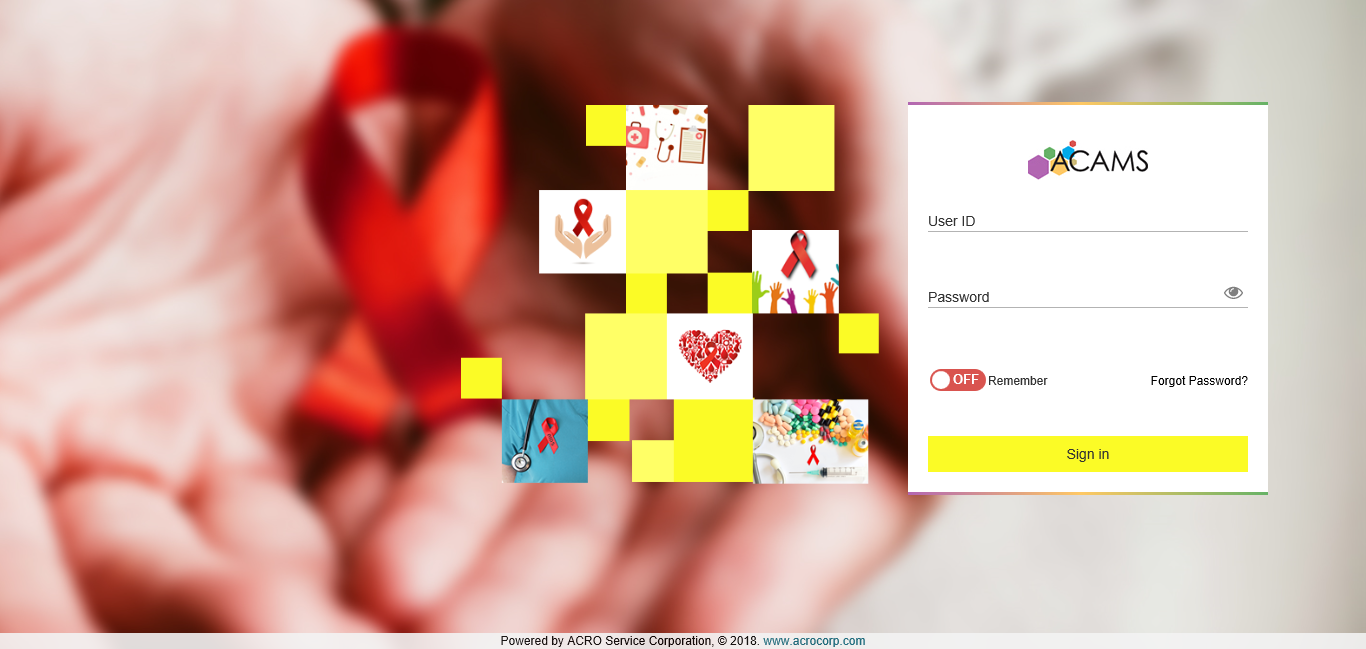 ACAMS
User ID
Password
OFF Remember
Forgot Password?
Sign in
Powered by ACRO Service Corporation, © 2018. www.acrocorp.com